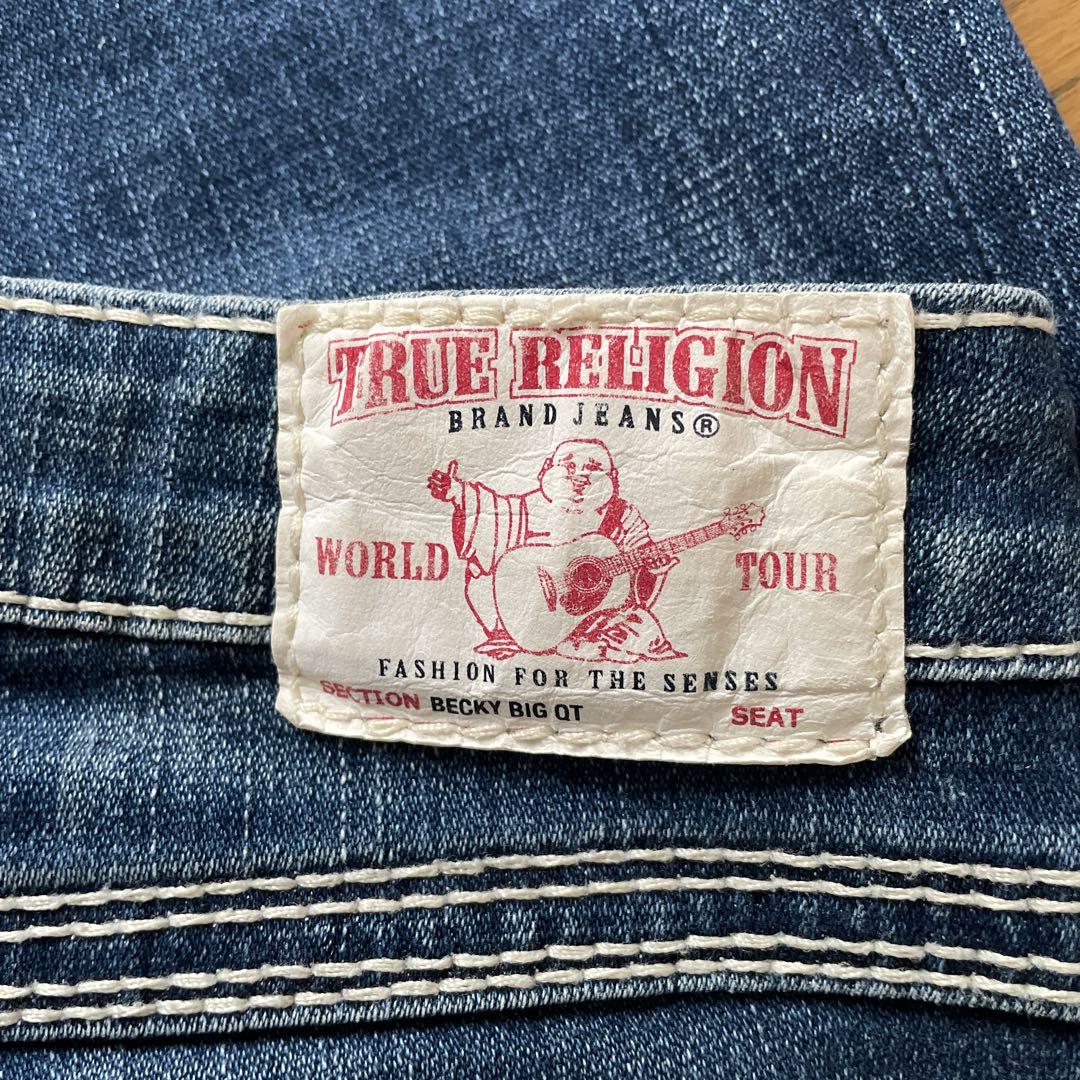 TRUE RELIGION
BRAND JEANS®
WORLD TOUR
FASHION FOR THE SENSES
SECTION BECKY BIG QT SEAT